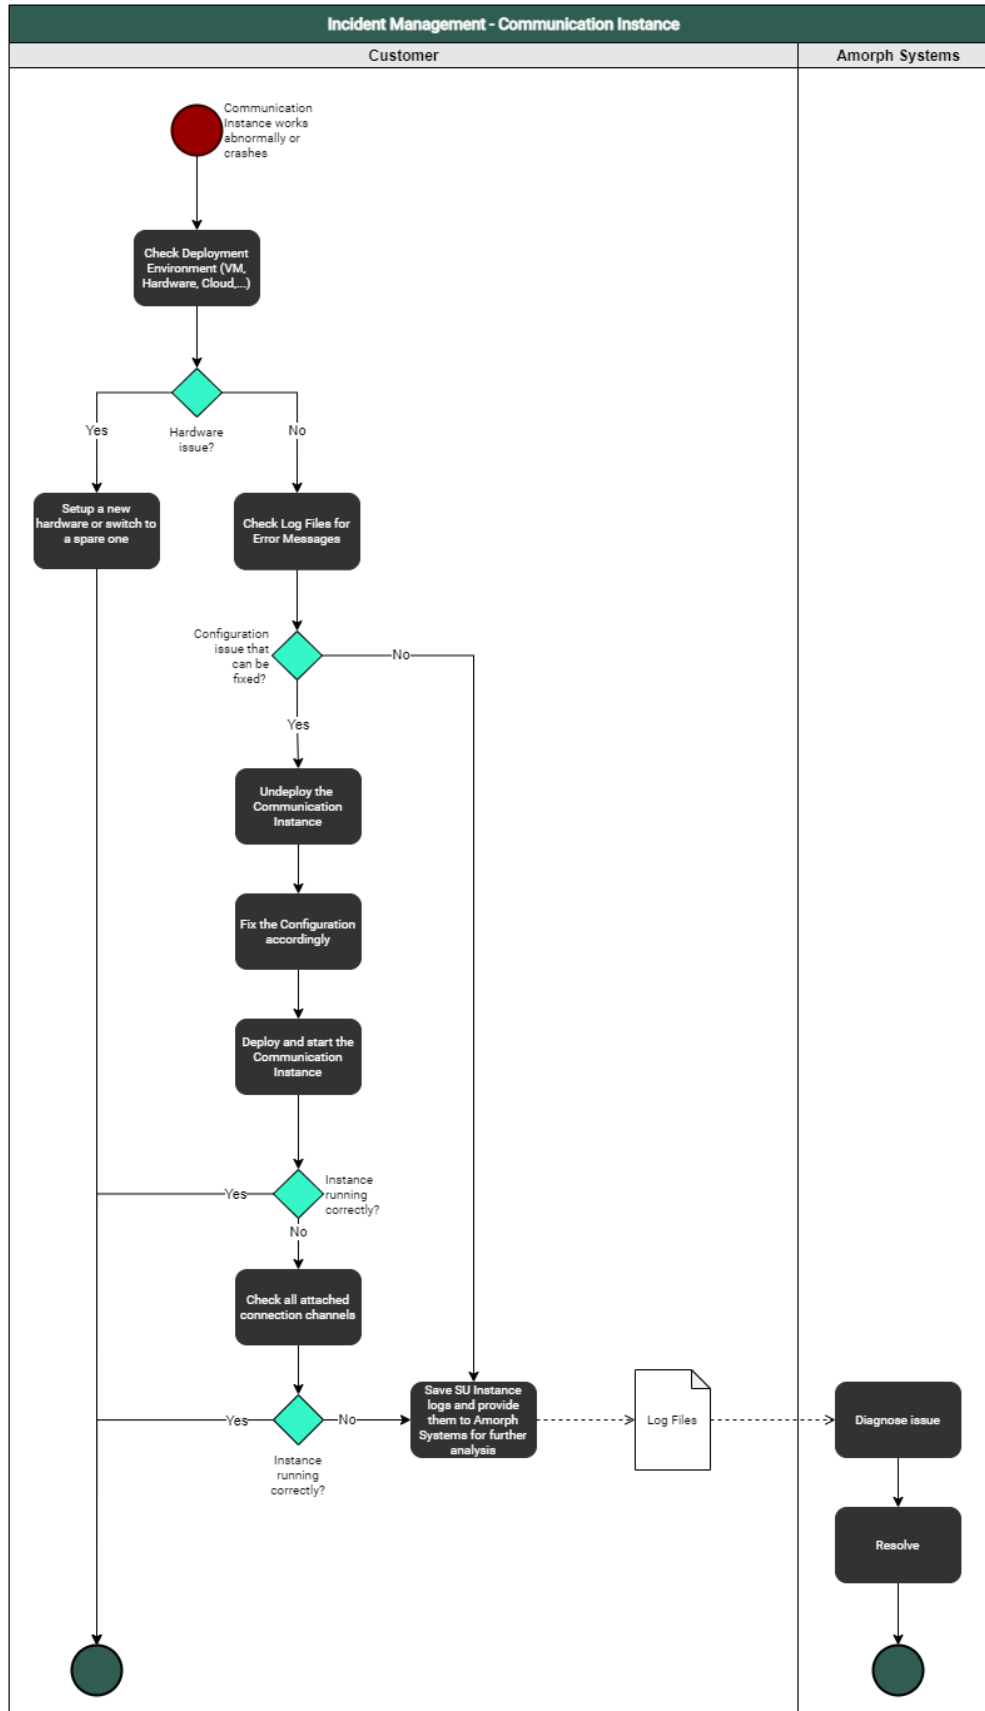 Incident Management - Communication Instance
Customer
Amorph Systems
Communication
Instance works
abnormally or
crashes
Check Deployment
Environment (VM,
Hardware, Cloud,...)
Yes
Hardware
issue?
No
Setup a new
hardware or switch to
a spare one
Check Log Files for
Error Messages
Configuration
issue that
can be
fixed?
No
Yes
Undeploy the
Communication
Instance
Fix the Configuration
accordingly
Deploy and start the
Communication
Instance
Yes
Instance
running
correctly?
No
Check all attached
connection channels
Yes
No
Instance
running
correctly?
Save SU Instance
logs and provide
them to Amorph
Systems for further
analysis
Log Files
Diagnose issue
Resolve